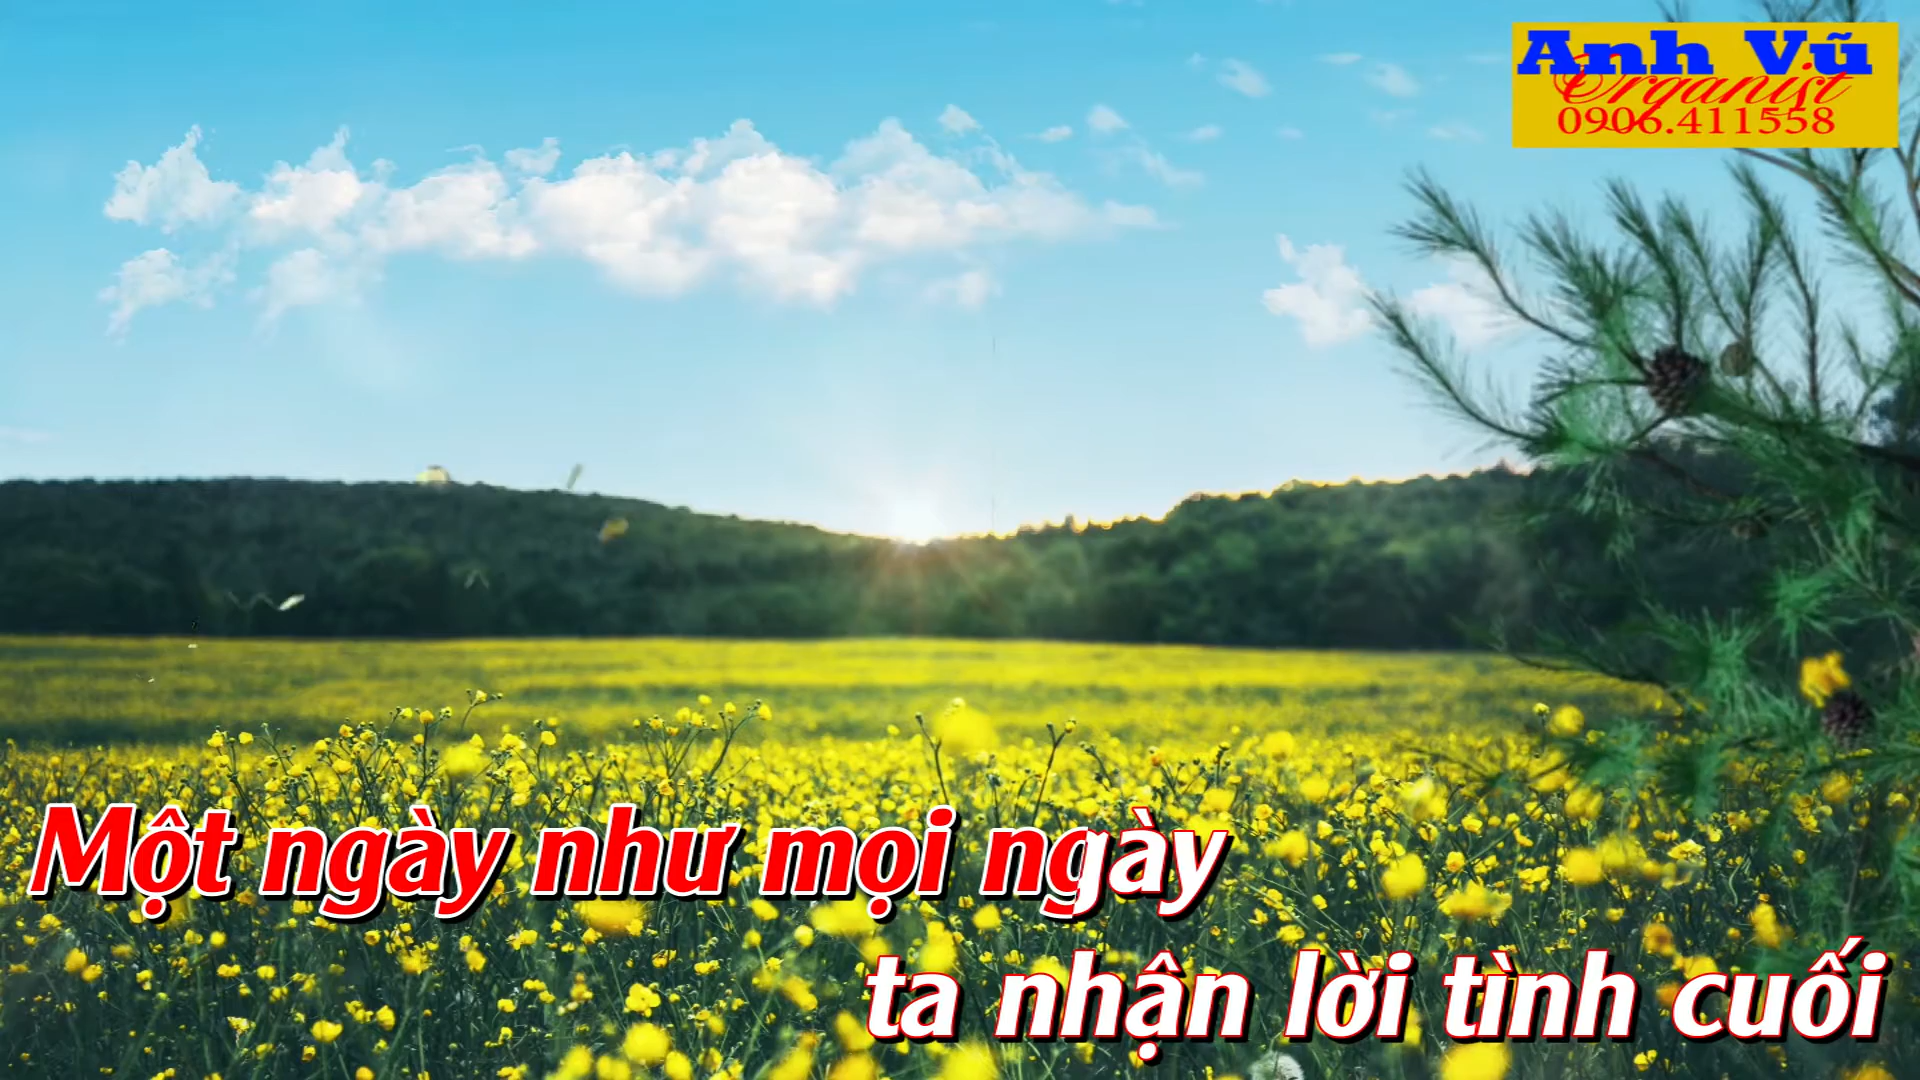 Anh Vũ
Organist
0906.411558
Một ngày như mọi ngày
ta nhận lời tình cuối